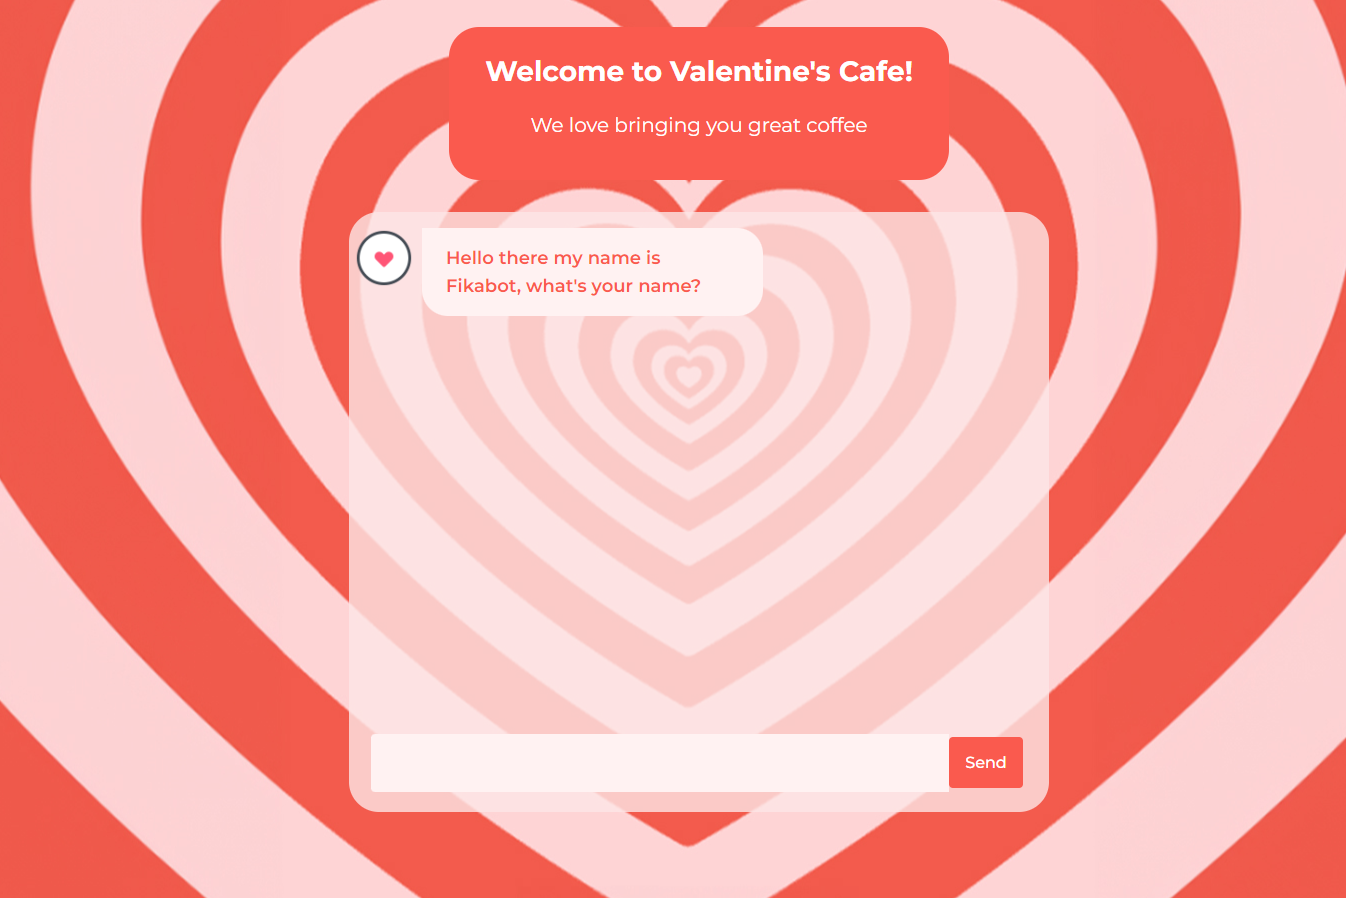 Welcome to Valentine's Cafe!
We love bringing you great coffee
Hello there my name is
Fikabot, what's your name?
Send